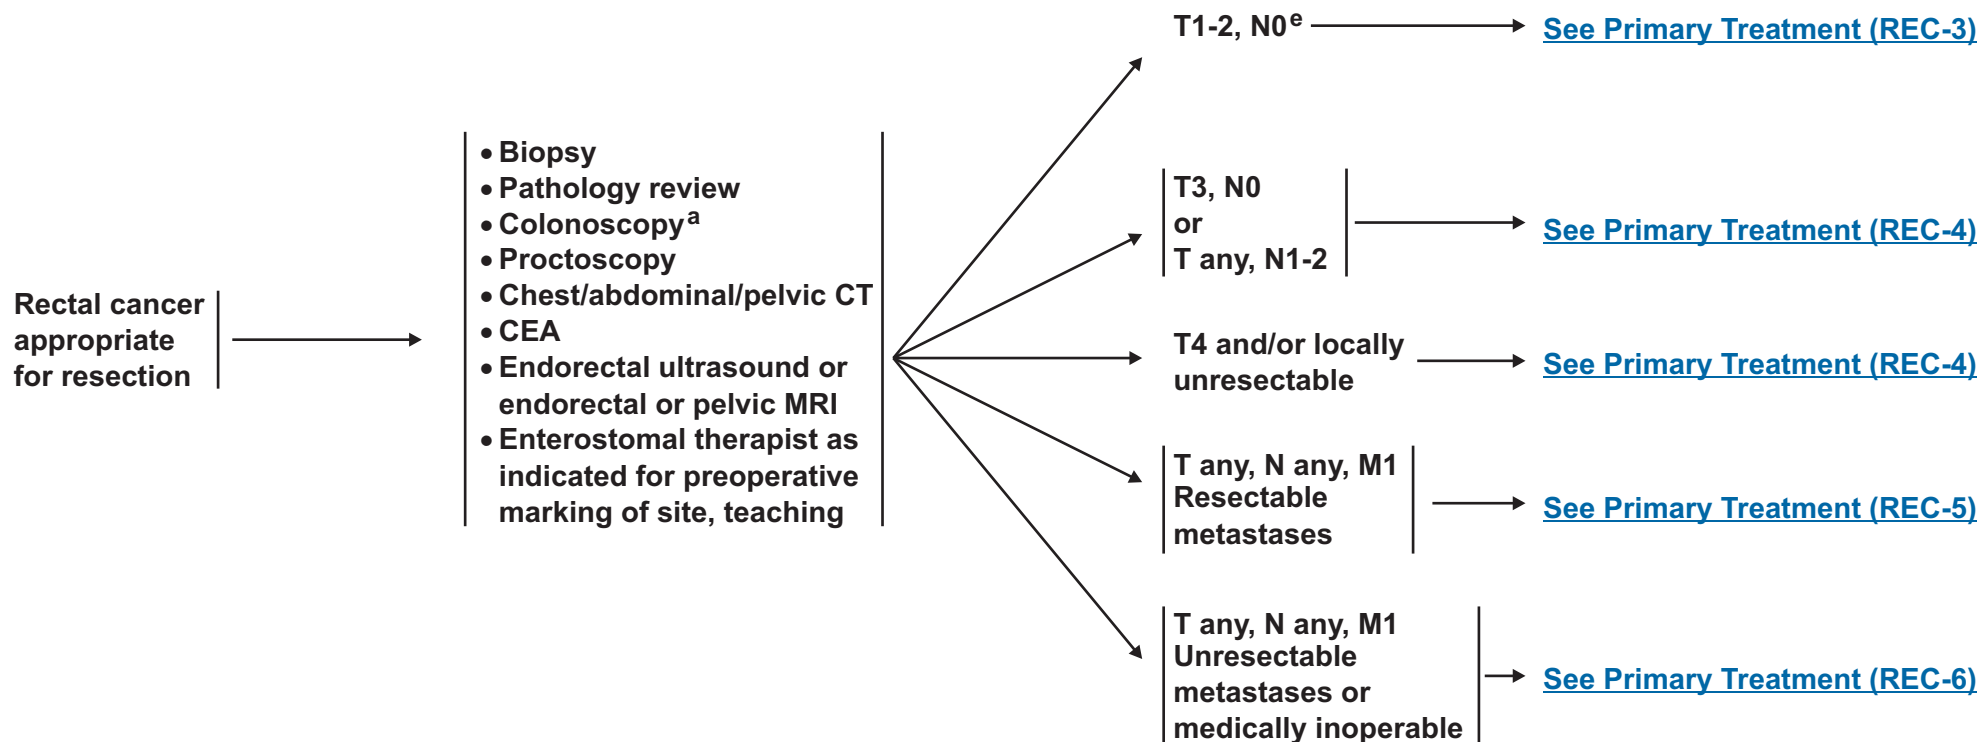 Rectal cancer
appropriate
for resection
• Biopsy
• Pathology review
• Colonoscopy a
• Proctoscopy
• Chest/abdominal/pelvic CT
• CEA
• Endorectal ultrasound or
endorectal or pelvic MRI
• Enterostomal therapist as
indicated for preoperative
marking of site, teaching
T1-2, N0 e
See Primary Treatment (REC-3)
T3, N0
or
T any, N1-2
See Primary Treatment (REC-4)
T4 and/or locally
unresectable
See Primary Treatment (REC-4)
T any, N any, M1
Resectable
metastases
See Primary Treatment (REC-5)
T any, N any, M1
Unresectable
metastases or
medically inoperable
See Primary Treatment (REC-6)